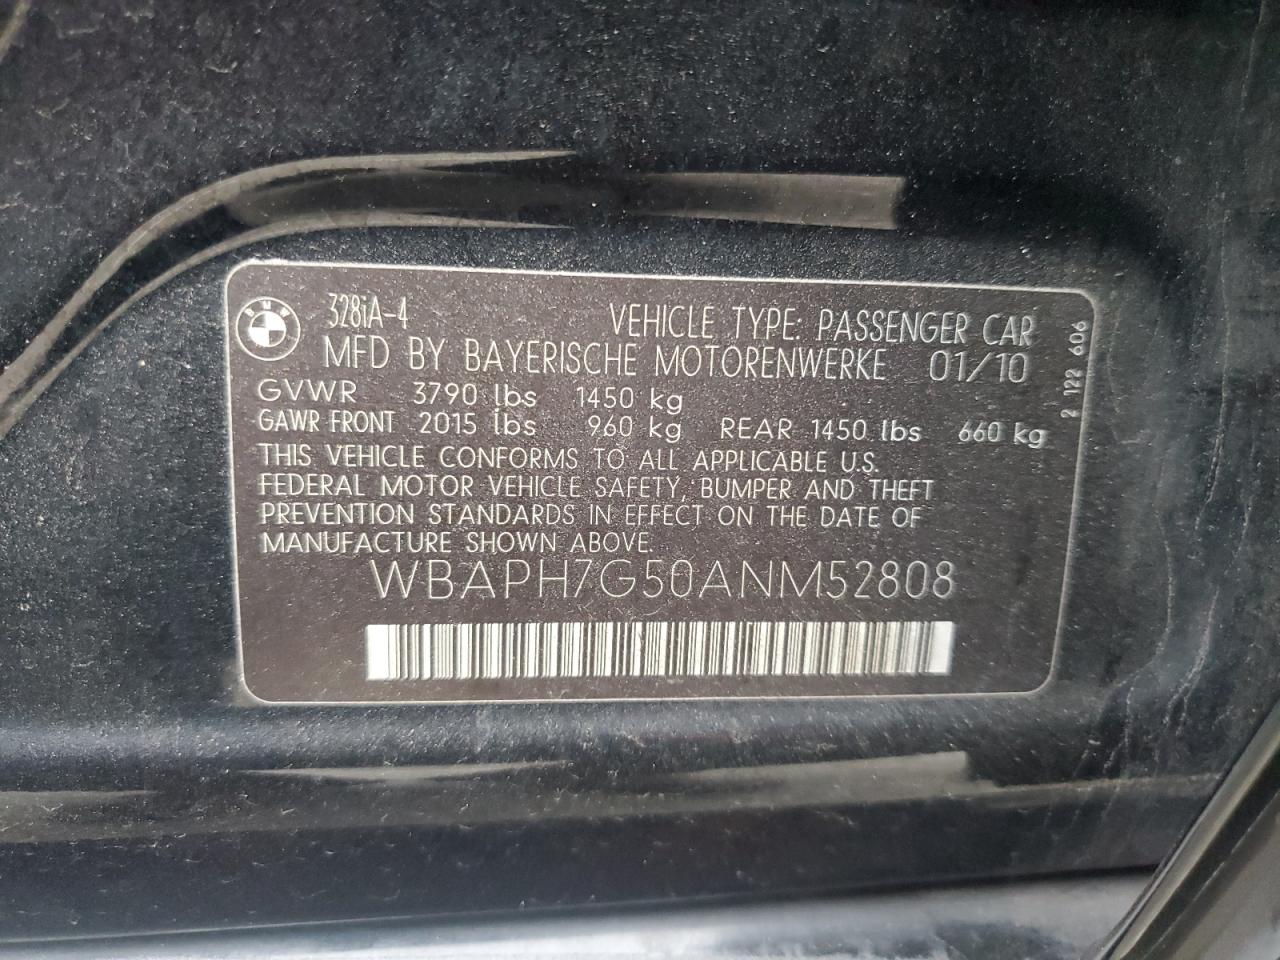 BMW
328iA-4
VEHICLE TYPE: PASSENGER CAR
MFD BY BAYERISCHE MOTORENWERKE 01/10
GVWR 3790 lbs 1450 kg
GAWR FRONT 2015 lbs 960 kg REAR 1450 lbs 660 kg
THIS VEHICLE CONFORMS TO ALL APPLICABLE U.S.
FEDERAL MOTOR VEHICLE SAFETY, BUMPER AND THEFT
PREVENTION STANDARDS IN EFFECT ON THE DATE OF
MANUFACTURE SHOWN ABOVE.
WBAPH7G50ANM52808
2 122 606